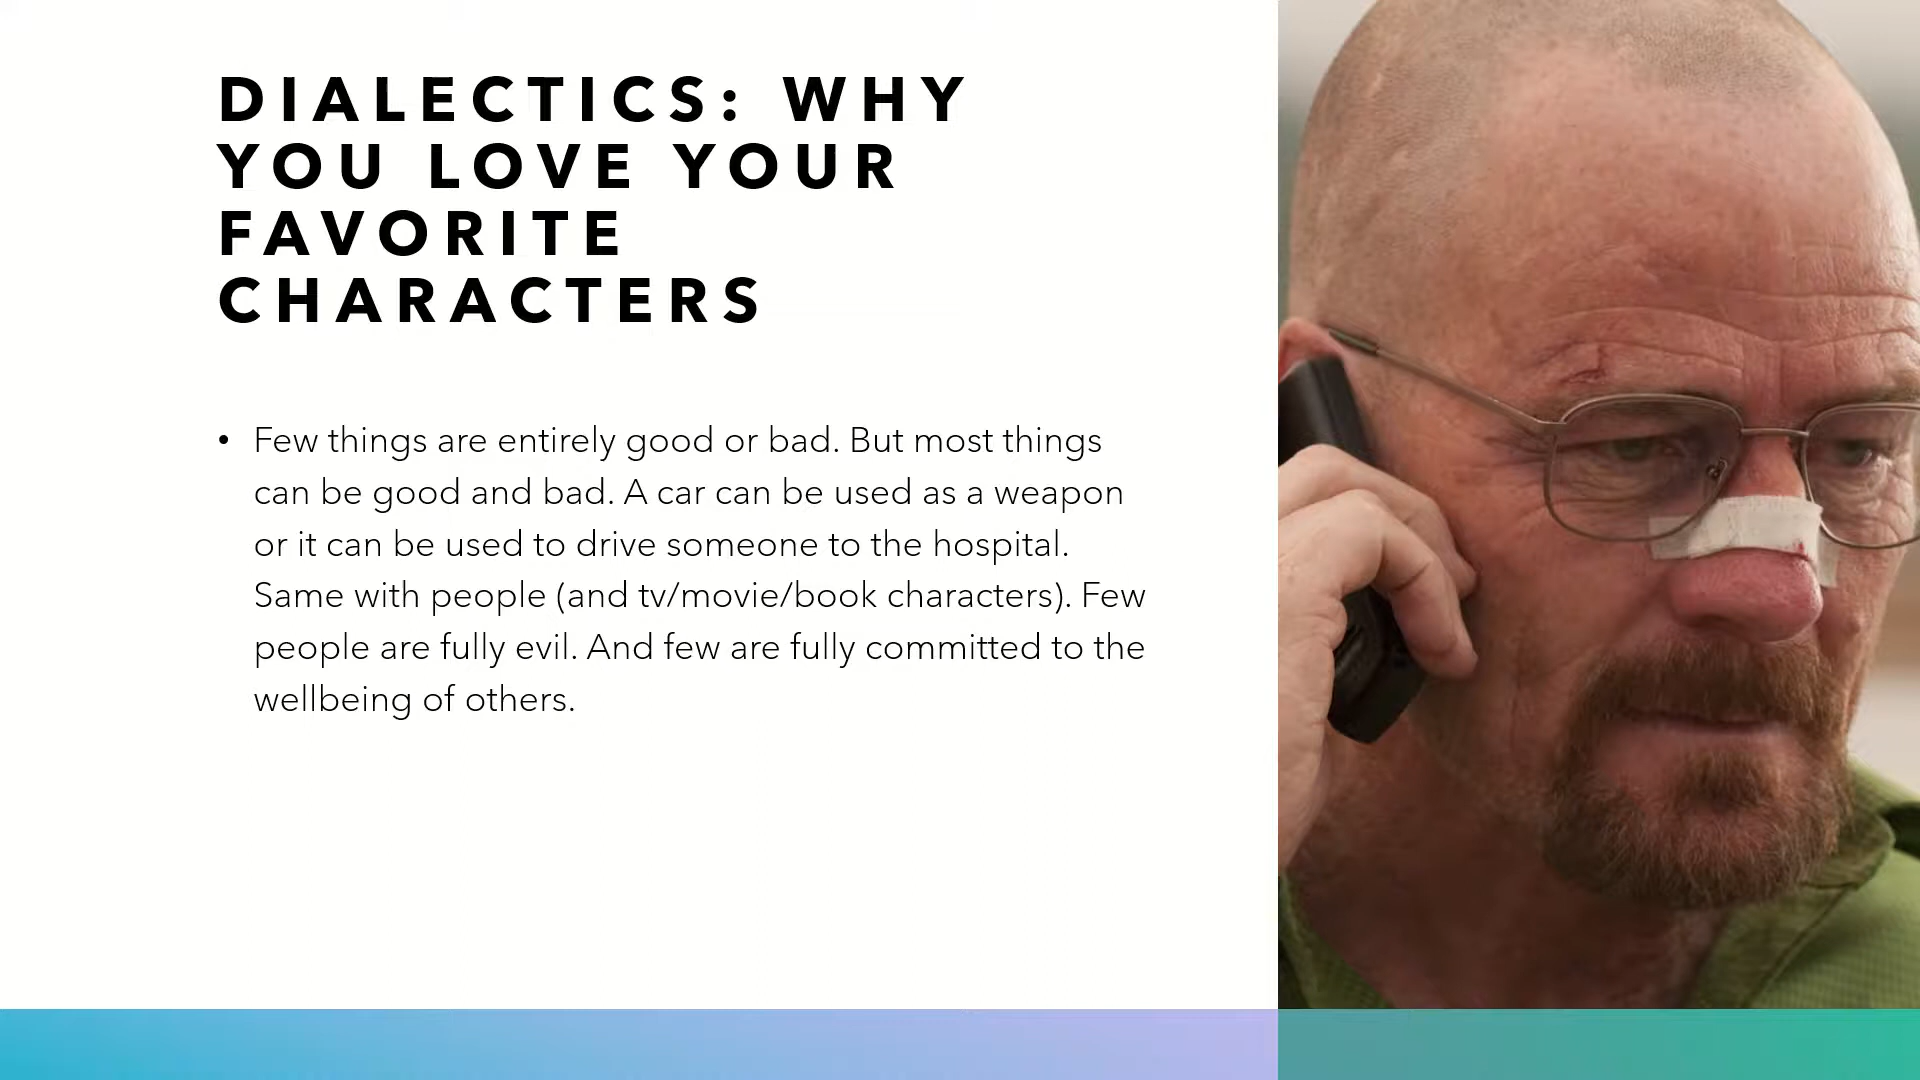 DIALECTICS: WHY
YOU LOVE YOUR
FAVORITE
CHARACTERS
• Few things are entirely good or bad. But most things
can be good and bad. A car can be used as a weapon
or it can be used to drive someone to the hospital.
Same with people (and tv/movie/book characters). Few
people are fully evil. And few are fully committed to the
wellbeing of others.